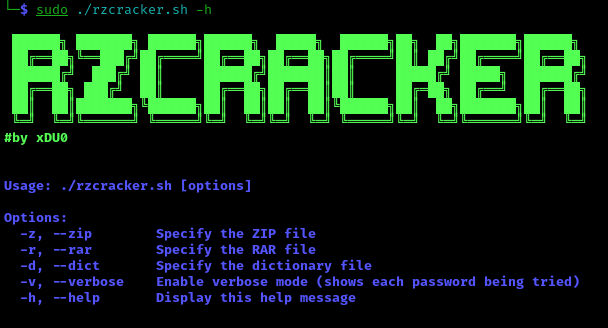 └─$ sudo ./rzcracker.sh -h
RZCRACKER
#by xDU0
Usage: ./rzcracker.sh [options]
Options:
-z, --zip Specify the ZIP file
-r, --rar Specify the RAR file
-d, --dict Specify the dictionary file
-v, --verbose Enable verbose mode (shows each password being tried)
-h, --help Display this help message